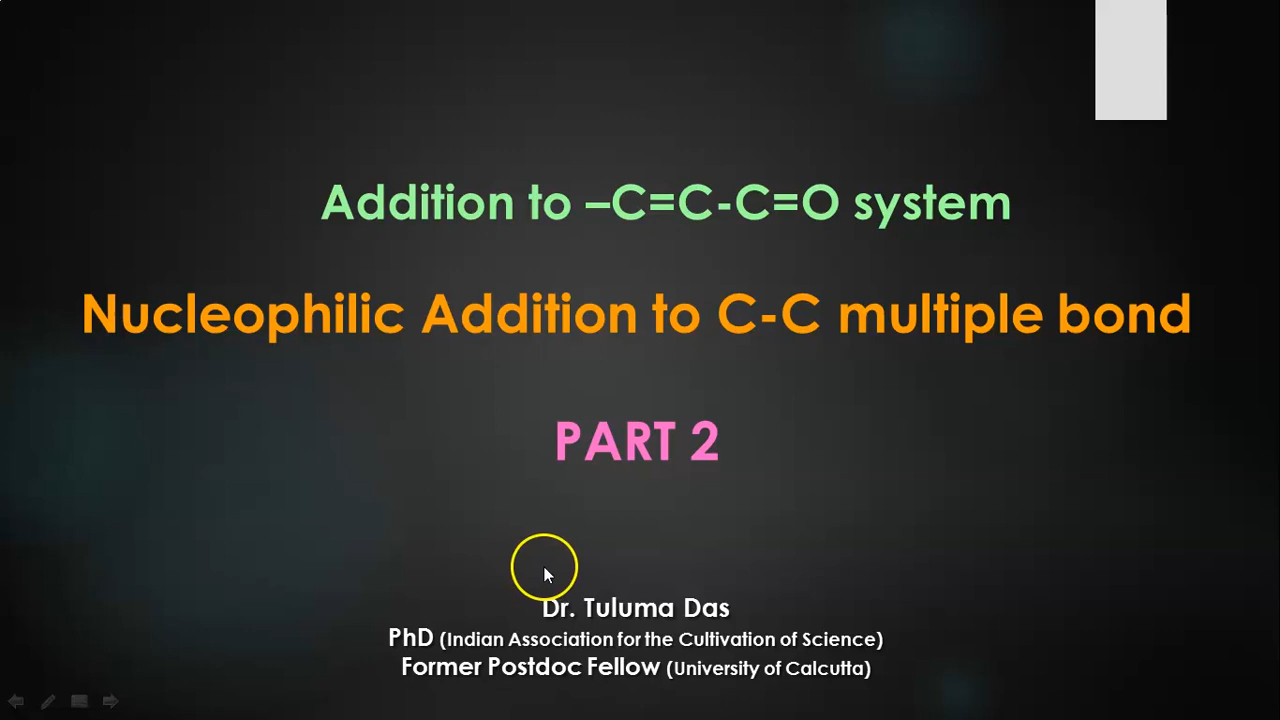 Addition to –C=C-C=O system
Nucleophilic Addition to C-C multiple bond
PART 2
Dr. Tuluma Das
PhD (Indian Association for the Cultivation of Science)
Former Postdoc Fellow (University of Calcutta)